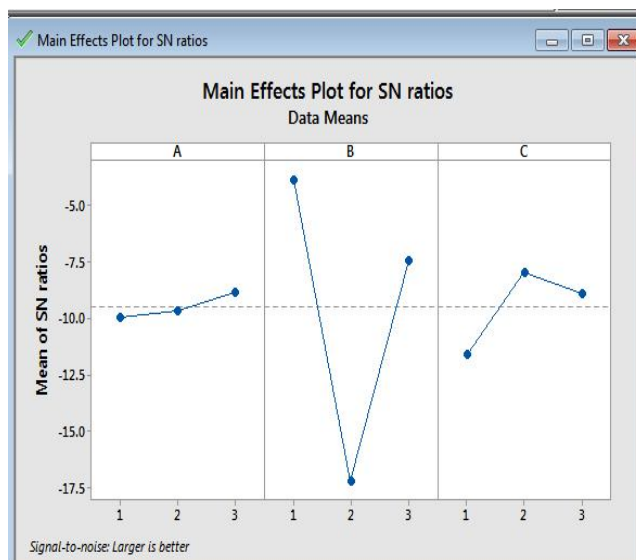 Main Effects Plot for SN ratios
Main Effects Plot for SN ratios
Data Means
A B C
Mean of SN ratios
-5.0
-7.5
-10.0
-12.5
-15.0
-17.5
1 2 3 1 2 3 1 2 3
Signal-to-noise: Larger is better